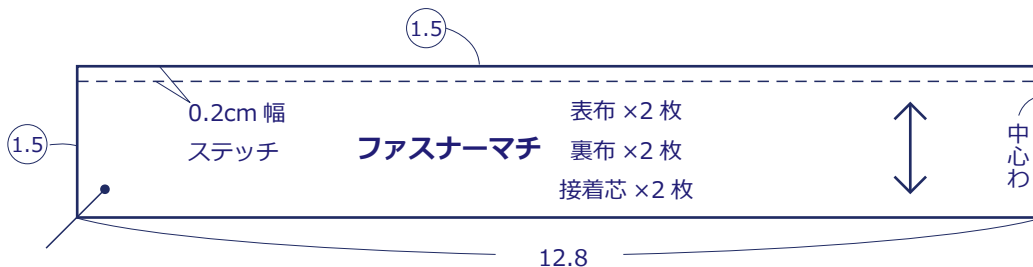 1.5
1.5
0.2cm 幅
ステッチ
ファスナーマチ
表布 ×2 枚
裏布 ×2 枚
接着芯 ×2 枚
中心わ
12.8